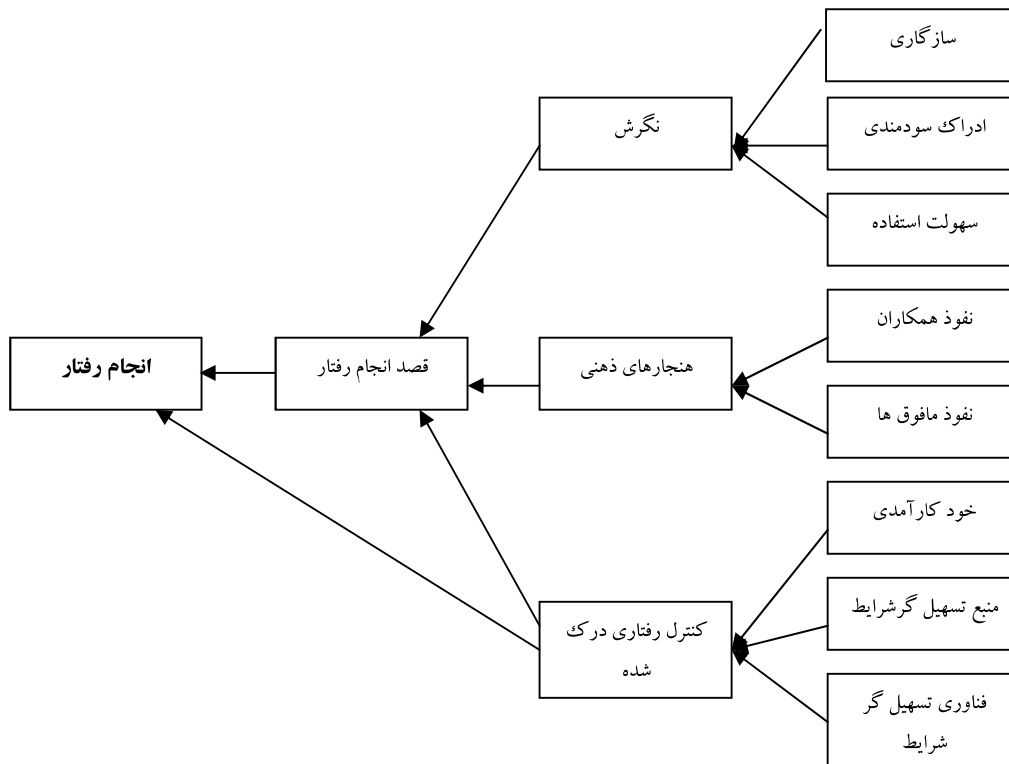 سازگاری
ادراک سودمندی
سهولت استفاده
نگرش
نفوذ همکاران
نفوذ مافوق ها
هنجارهای ذهنی
قصد انجام رفتار
انجام رفتار
خود کارآمدی
منبع تسهیل گرشرایط
فناوری تسهیل گر
شرایط
کنترل رفتاری درک
شده